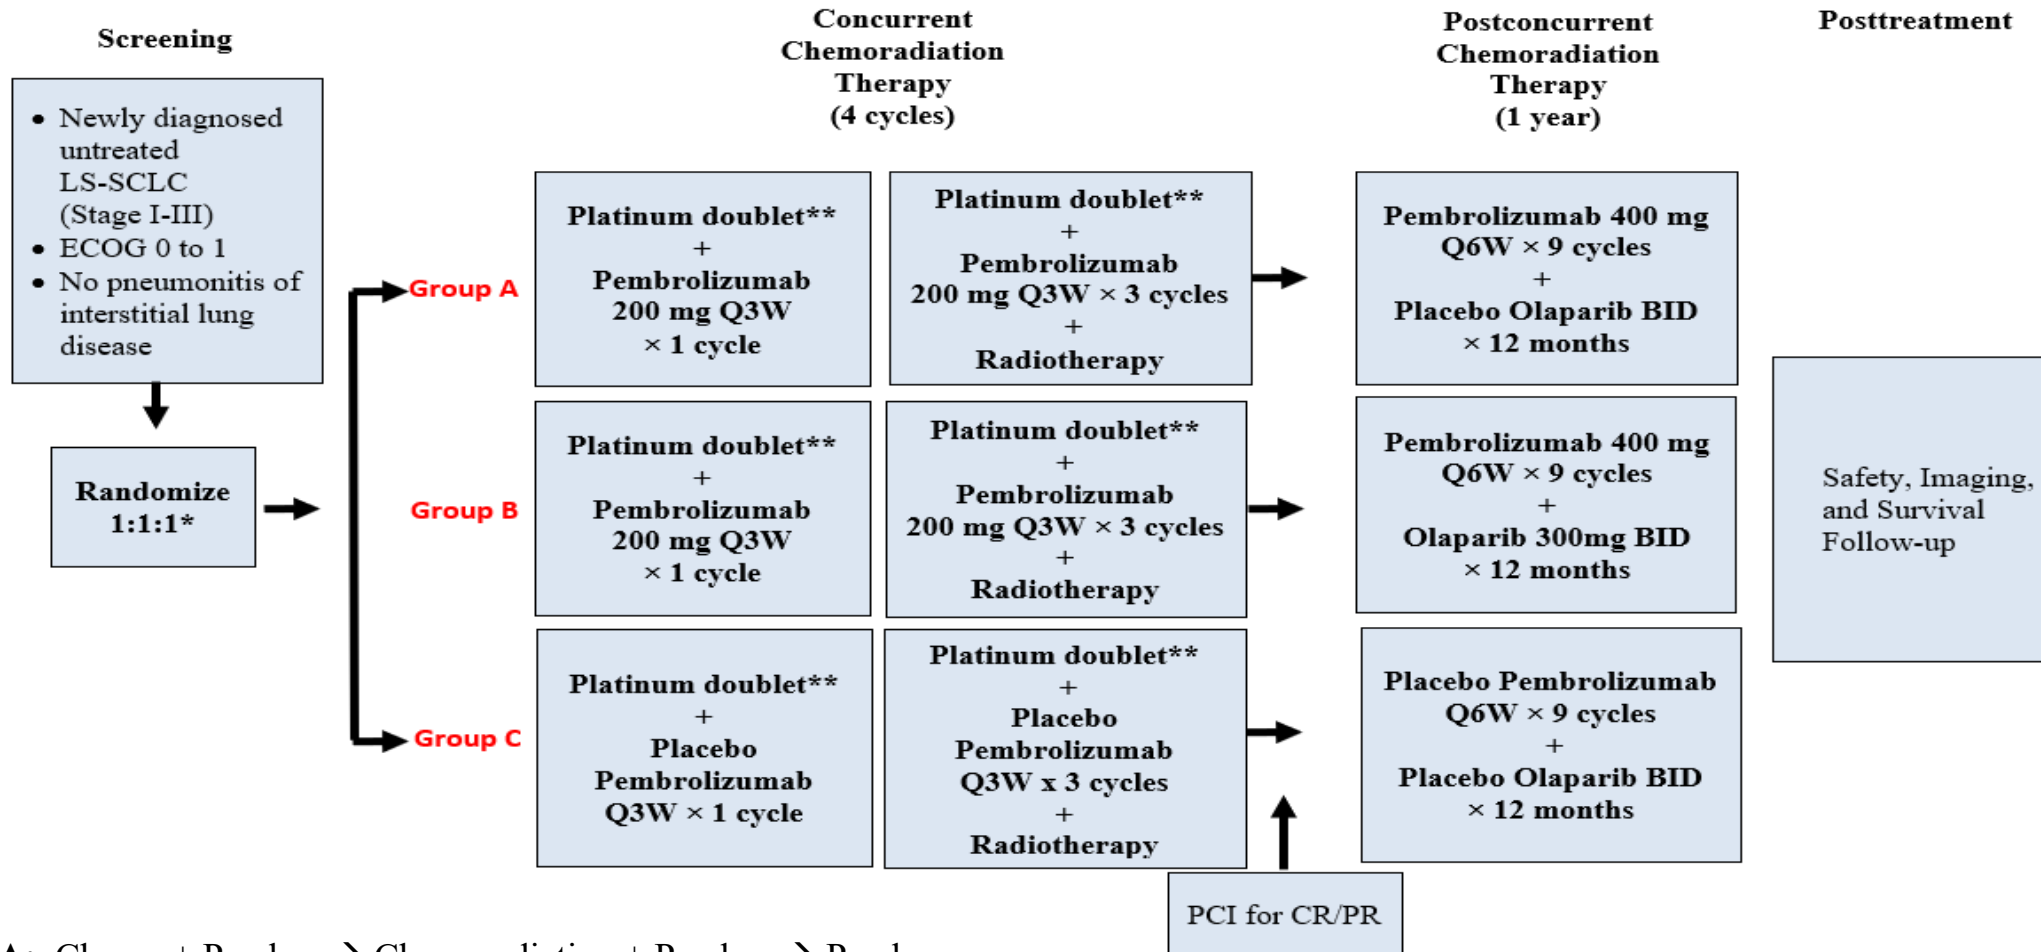 Screening
Concurrent
Chemoradiation
Therapy
(4 cycles)
Postconcurrent
Chemoradiation
Therapy
(1 year)
Posttreatment
• Newly diagnosed
untreated
LS-SCLC
(Stage I-III)
• ECOG 0 to 1
• No pneumonitis of
interstitial lung
disease
Randomize
1:1:1*
Group A
Platinum doublet**
+
Pembrolizumab
200 mg Q3W
× 1 cycle
Platinum doublet**
+
Pembrolizumab
200 mg Q3W × 3 cycles
+
Radiotherapy
Pembrolizumab 400 mg
Q6W × 9 cycles
+
Placebo Olaparib BID
× 12 months
Group B
Platinum doublet**
+
Pembrolizumab
200 mg Q3W
× 1 cycle
Platinum doublet**
+
Pembrolizumab
200 mg Q3W × 3 cycles
+
Radiotherapy
Pembrolizumab 400 mg
Q6W × 9 cycles
+
Olaparib 300mg BID
× 12 months
Group C
Platinum doublet**
+
Placebo
Pembrolizumab
Q3W × 1 cycle
Platinum doublet**
+
Placebo
Pembrolizumab
Q3W x 3 cycles
+
Radiotherapy
Placebo Pembrolizumab
Q6W × 9 cycles
+
Placebo Olaparib BID
× 12 months
Safety, Imaging,
and Survival
Follow-up
PCI for CR/PR